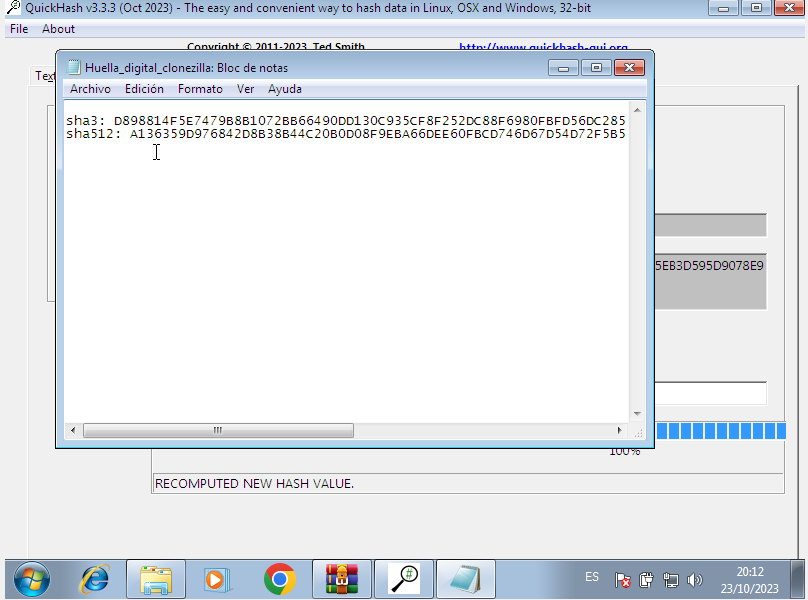 QuickHash v3.3.3 (Oct 2023) - The easy and convenient way to hash data in Linux, OSX and Windows, 32-bit
File About
Copyright © 2011-2023 Ted Smith http://www.quickhash-gui.org
Huella_digital_clonezilla: Bloc de notas
Archivo Edición Formato Ver Ayuda
sha3: D898814F5E7479B8B1072BB66490DD130C935CF8F252DC88F6980FBFD56DC285
sha512: A136359D976842D8B38B44C20B0D08F9EBA66DEE60FBCD746D67D54D72F5B5
5EB3D595D9078E9
100%
RECOMPUTED NEW HASH VALUE.
ES
20:12
23/10/2023